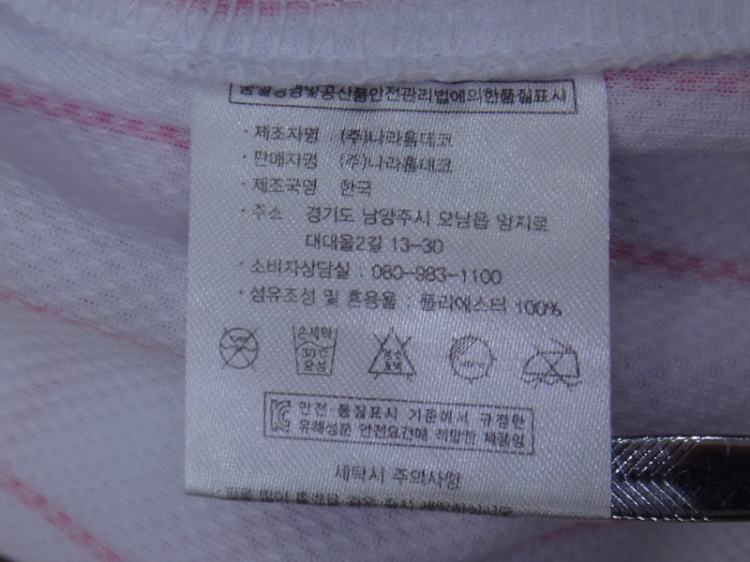 품질경영및공산품안전관리법에의한품질표시
· 제조자명 : (주)나라홈데코
· 판매자명 : (주)나라홈데코
· 제조국명 한국
· 주소 경기도 남양주시 오남읍 양지로
대대울2길 13-30
· 소비자상담실 : 080-983-1100
· 섬유조성 및 혼용율 : 폴리에스터 100%
손세탁
30℃
중성
염소
표백
안전·품질표시 기준에서 규정한
유해성분 안전요건에 적합한 제품임
세탁시 주의사항